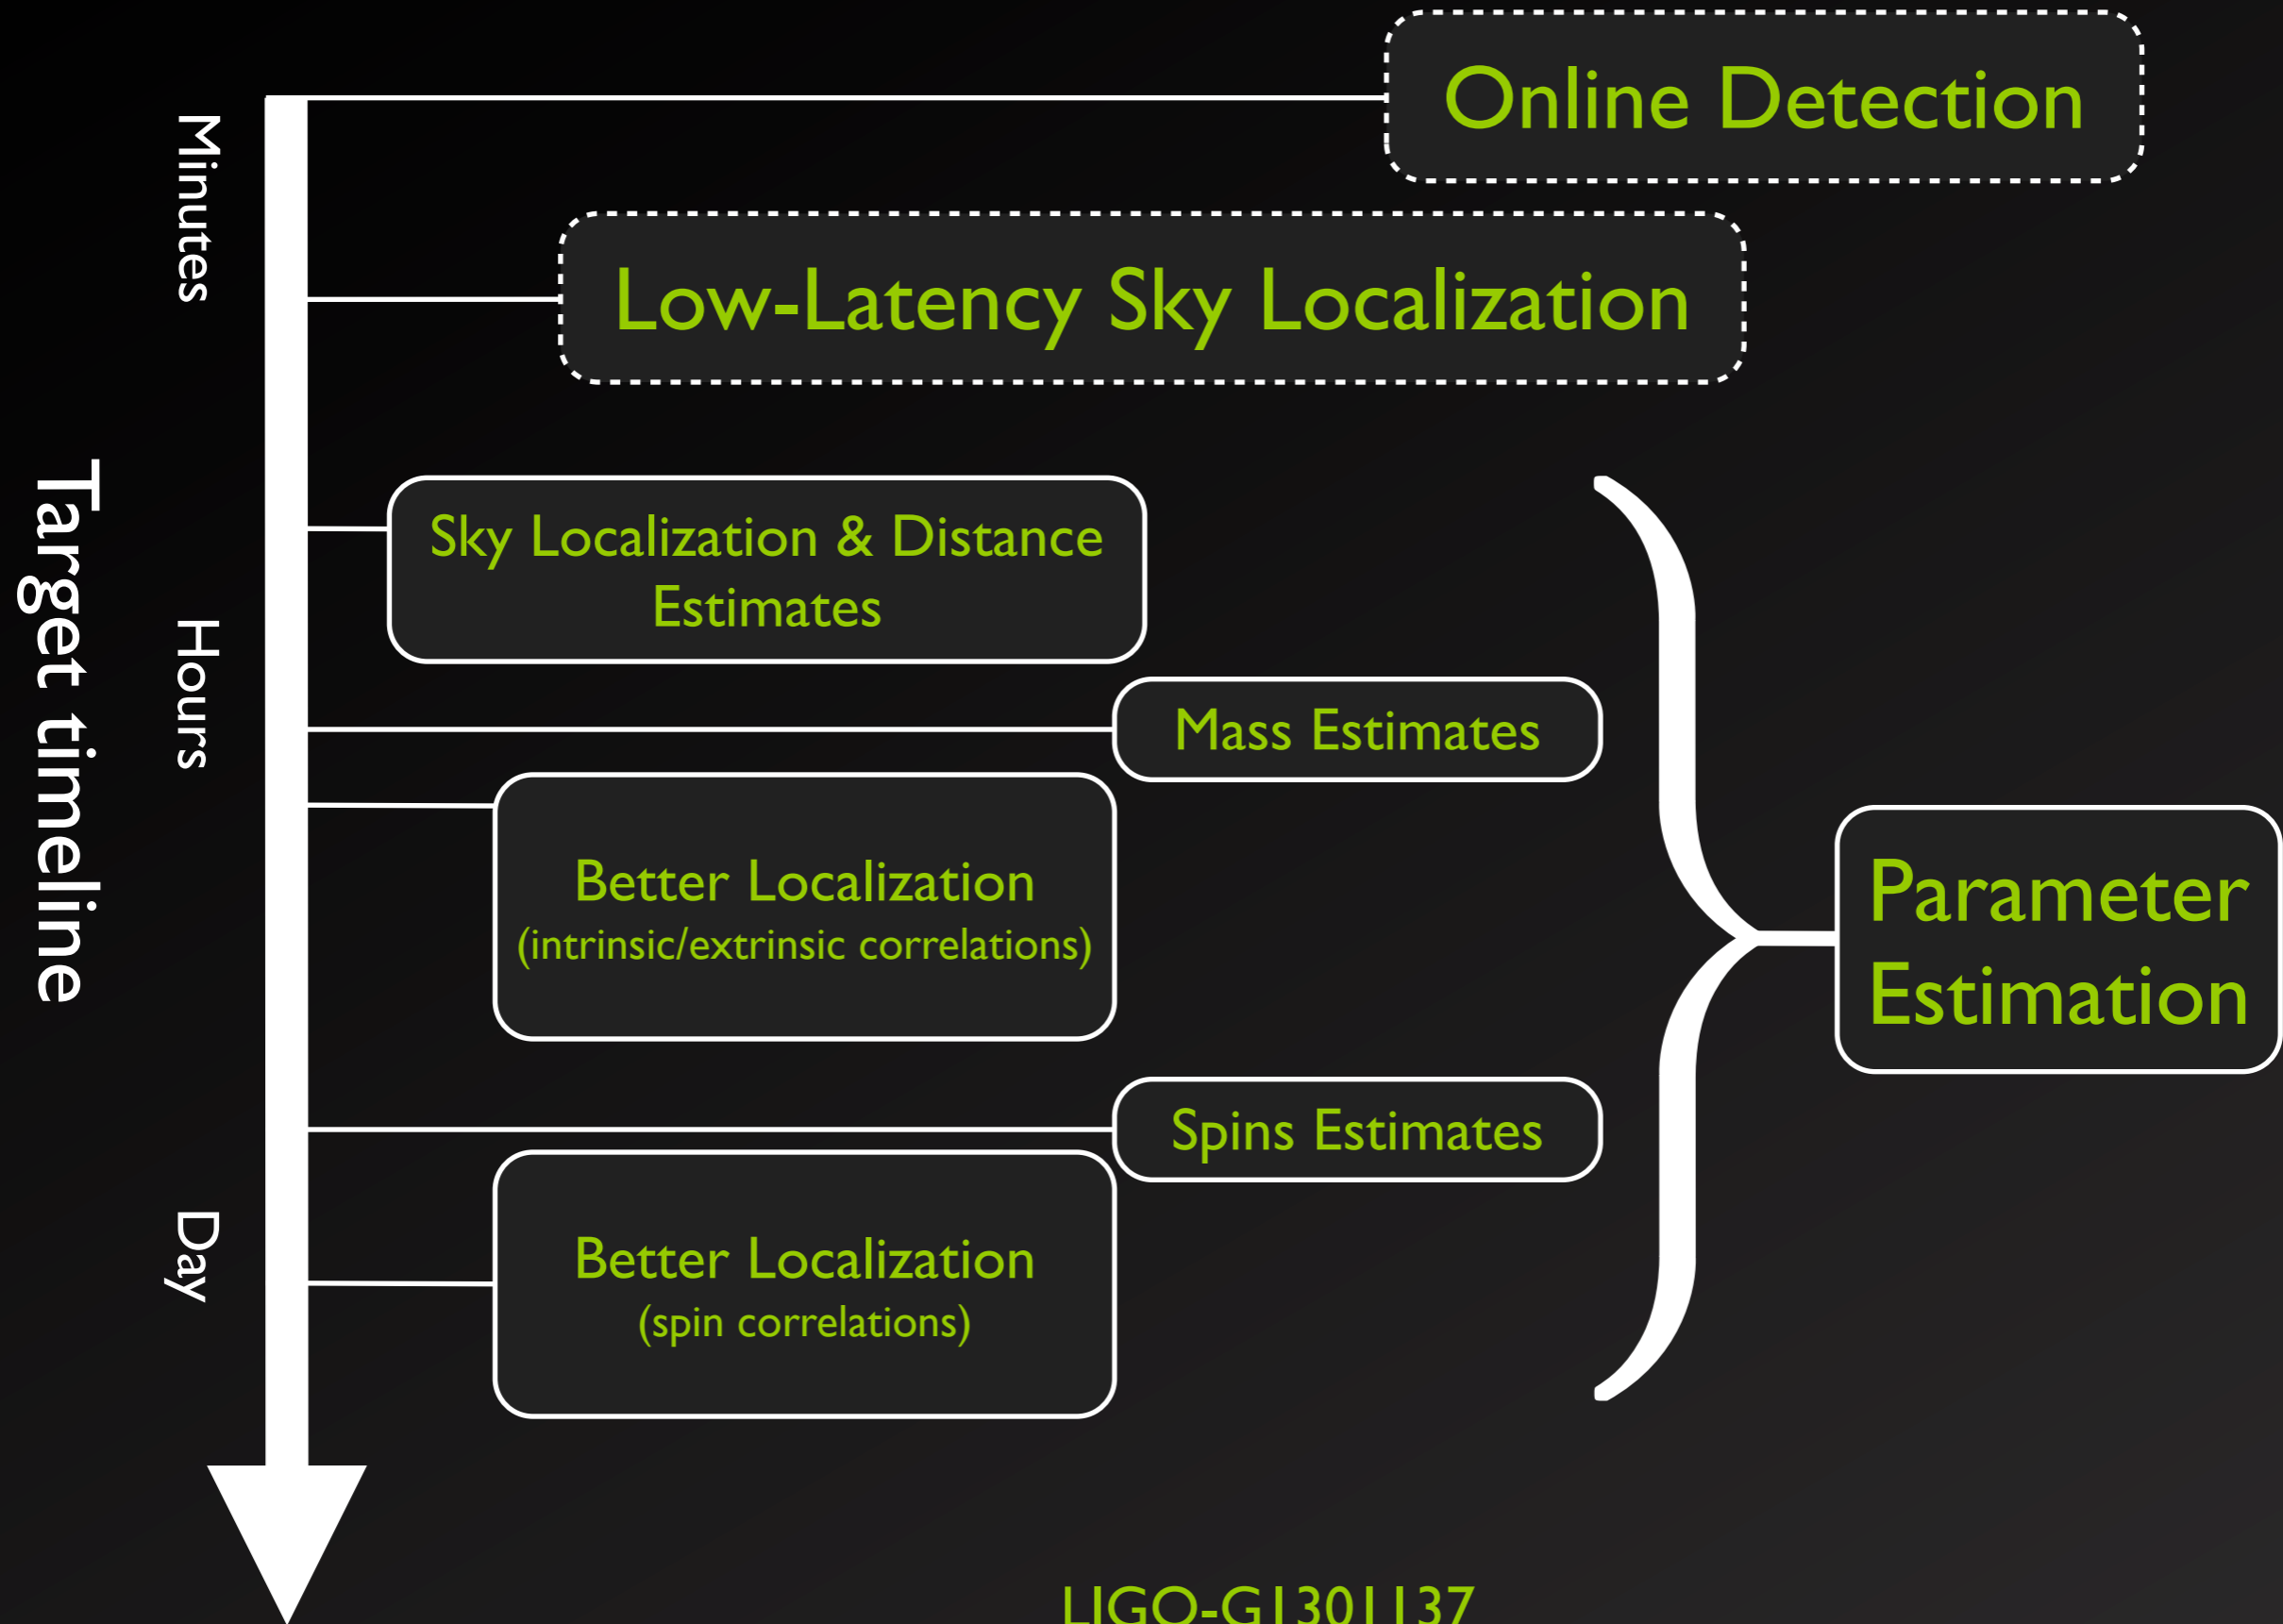 Online Detection
Low-Latency Sky Localization
Sky Localization & Distance
Estimates
Mass Estimates
Better Localization
(intrinsic/extrinsic correlations)
Spins Estimates
Better Localization
(spin correlations)
Parameter
Estimation
Target timeline
Minutes
Hours
Day
LIGO-G1301137